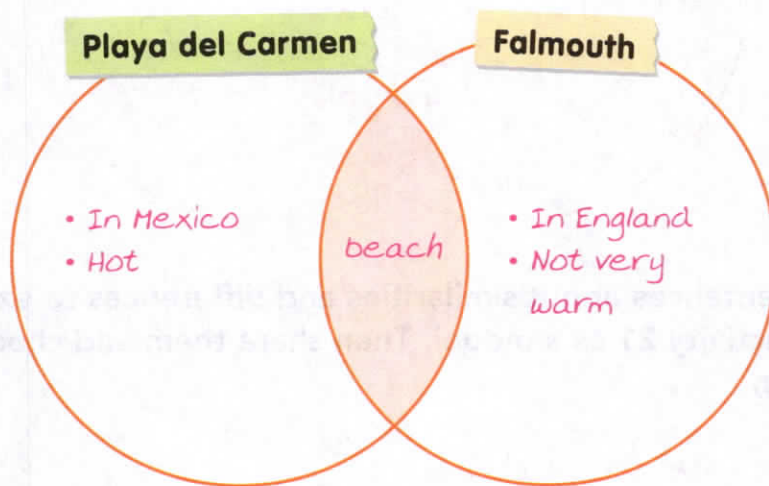 Playa del Carmen
Falmouth
• In Mexico
• Hot
beach
• In England
• Not very
warm